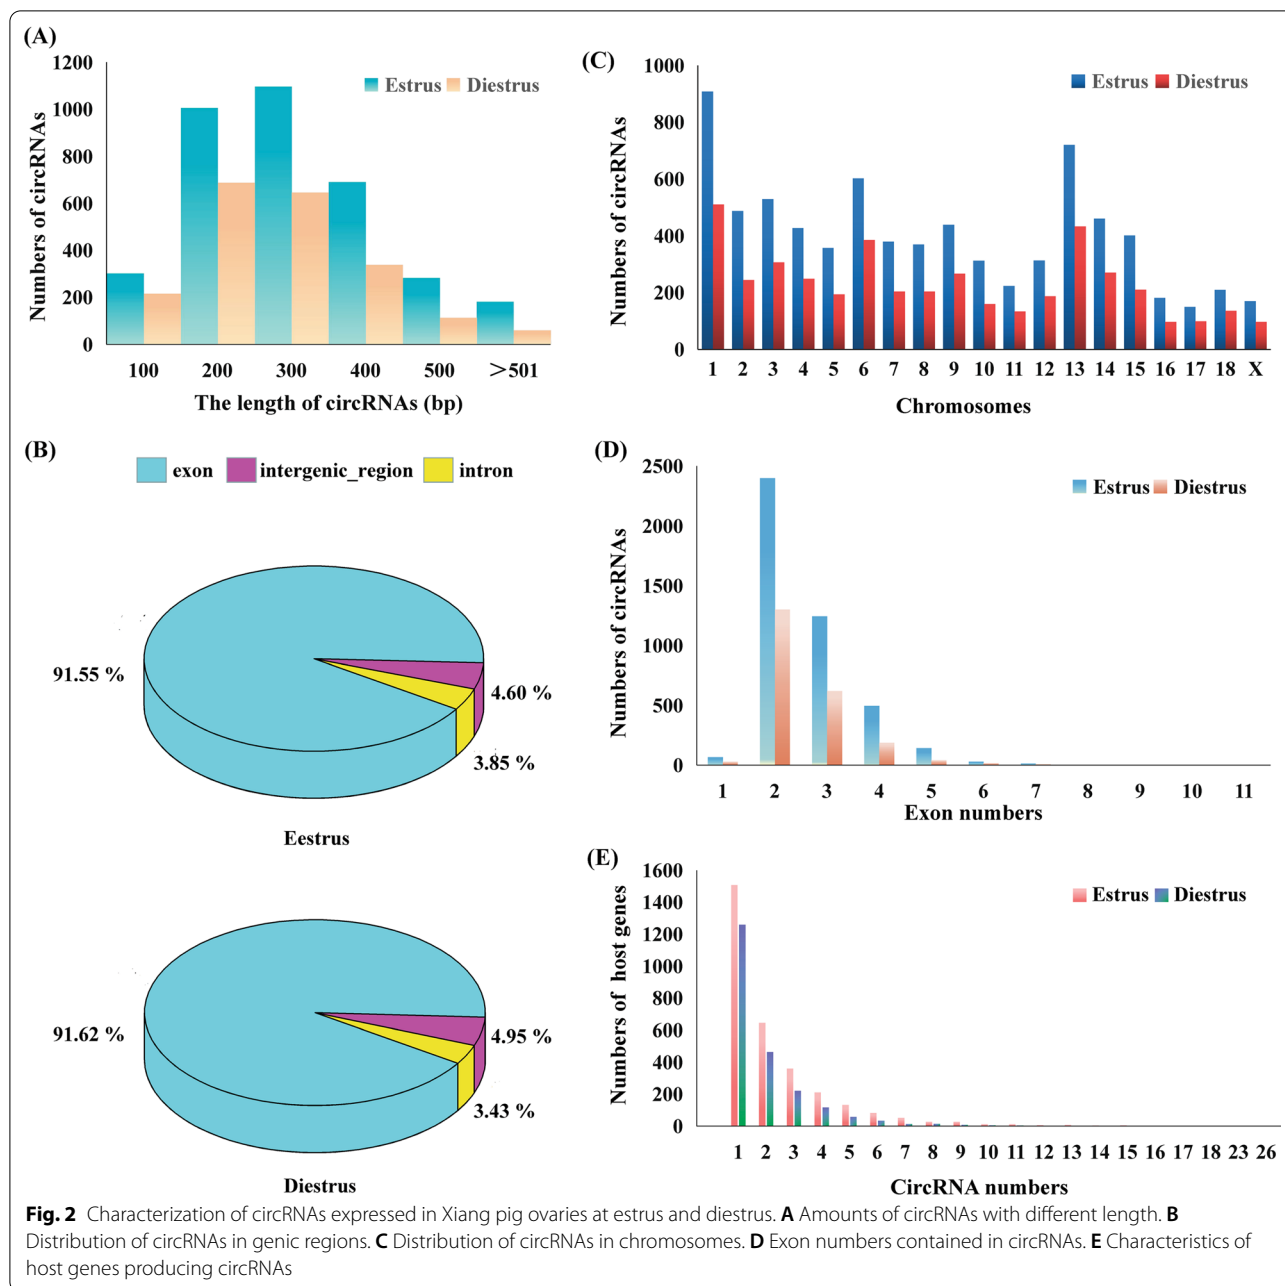 (A)
1200
1000
800
600
400
200
0
Numbers of circRNAs
Estrus Diestrus
100 200 300 400 500 >501
The length of circRNAs (bp)
(C)
1000
800
600
400
200
0
Numbers of circRNAs
Estrus Diestrus
1 2 3 4 5 6 7 8 9 10 11 12 13 14 15 16 17 18 X
Chromosomes
(B)
exon intergenic_region intron
91.55 %
4.60 %
3.85 %
Eestrus
91.62 %
4.95 %
3.43 %
Diestrus
(D)
2500
2000
1500
1000
500
0
Numbers of circRNAs
Estrus Diestrus
1 2 3 4 5 6 7 8 9 10 11
Exon numbers
(E)
1600
1400
1200
1000
800
600
400
200
0
Numbers of host genes
Estrus Diestrus
1 2 3 4 5 6 7 8 9 10 11 12 13 14 15 16 17 18 23 26
CircRNA numbers
Fig. 2 Characterization of circRNAs expressed in Xiang pig ovaries at estrus and diestrus. A Amounts of circRNAs with different length. B
Distribution of circRNAs in genic regions. C Distribution of circRNAs in chromosomes. D Exon numbers contained in circRNAs. E Characteristics of
host genes producing circRNAs